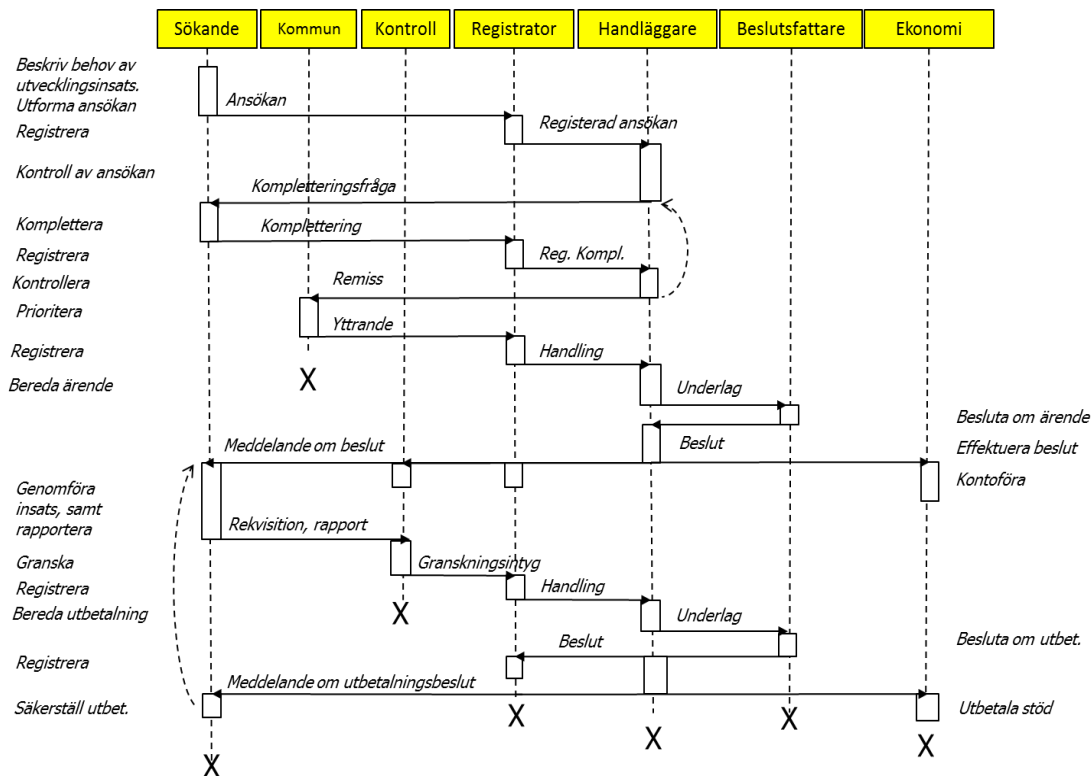 Sökande
Kommun
Kontroll
Registrator
Handläggare
Beslutsfattare
Ekonomi
Beskriv behov av
utvecklingsinsats.
Utforma ansökan
Ansökan
Registrera
Registerad ansökan
Kontroll av ansökan
Kompletteringsfråga
Komplettera
Komplettering
Registrera
Reg. Kompl.
Kontrollera
Remiss
Prioritera
Yttrande
Registrera
Handling
X
Bereda ärende
Underlag
Besluta om ärende
Beslut
Meddelande om beslut
Effektuera beslut
Kontoföra
Genomföra
insats, samt
rapportera
Rekvisition, rapport
Granska
Granskningsintyg
Registrera
Handling
Bereda utbetalning
X
Underlag
Besluta om utbet.
Beslut
Registrera
Meddelande om utbetalningsbeslut
Säkerställ utbet.
Utbetala stöd
X
X
X
X
X